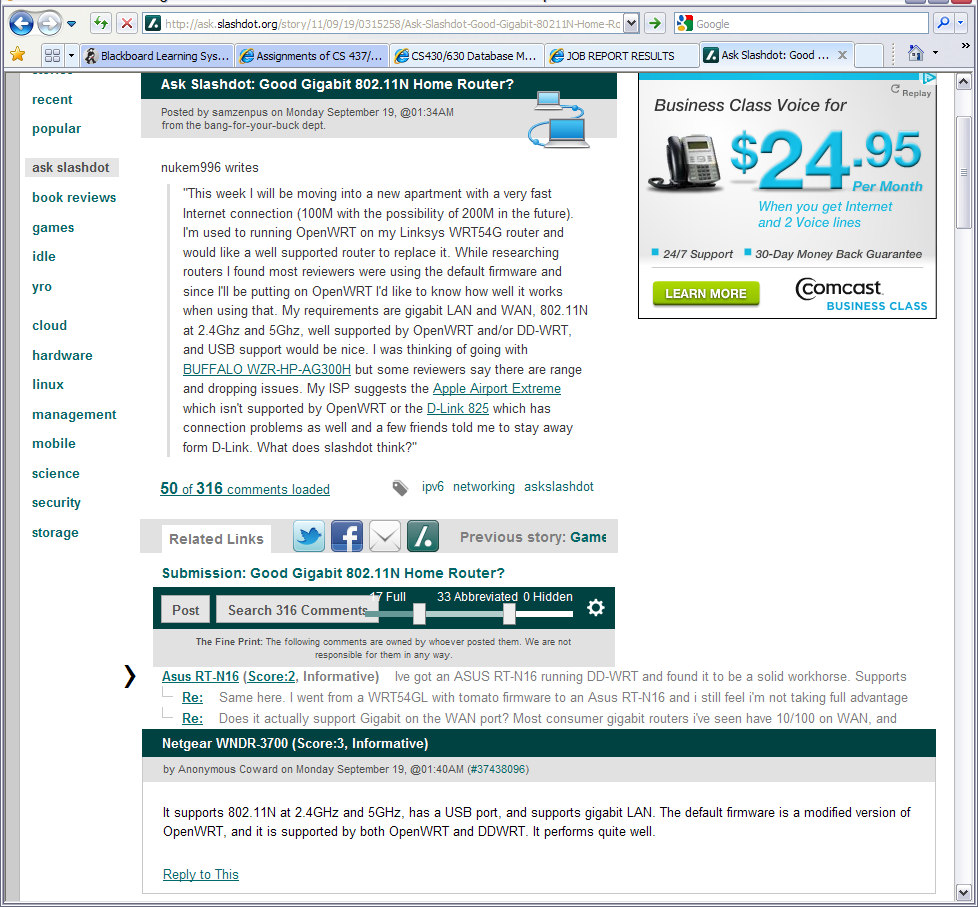 http://ask.slashdot.org/story/11/09/19/0315258/Ask-Slashdot-Good-Gigabit-80211N-Home-Ro
Google
Blackboard Learning Sys...
Assignments of CS 437/...
CS430/630 Database M...
JOB REPORT RESULTS
Ask Slashdot: Good ...
recent
popular
ask slashdot
book reviews
games
idle
yro
cloud
hardware
linux
management
mobile
science
security
storage
Ask Slashdot: Good Gigabit 802.11N Home Router?
Posted by samzenpus on Monday September 19, @01:34AM
from the bang-for-your-buck dept.
nukem996 writes
"This week I will be moving into a new apartment with a very fast
Internet connection (100M with the possibility of 200M in the future).
I'm used to running OpenWRT on my Linksys WRT54G router and
would like a well supported router to replace it. While researching
routers I found most reviewers were using the default firmware and
since I'll be putting on OpenWRT I'd like to know how well it works
when using that. My requirements are gigabit LAN and WAN, 802.11N
at 2.4Ghz and 5Ghz, well supported by OpenWRT and/or DD-WRT,
and USB support would be nice. I was thinking of going with
BUFFALO WZR-HP-AG300H but some reviewers say there are range
and dropping issues. My ISP suggests the Apple Airport Extreme
which isn't supported by OpenWRT or the D-Link 825 which has
connection problems as well and a few friends told me to stay away
form D-Link. What does slashdot think?"
50 of 316 comments loaded
ipv6 networking askslashdot
Related Links
Previous story: Game
Submission: Good Gigabit 802.11N Home Router?
Post
Search 316 Comments
17 Full
33 Abbreviated
0 Hidden
The Fine Print: The following comments are owned by whoever posted them. We are not
responsible for them in any way.
Asus RT-N16 (Score:2, Informative) Ive got an ASUS RT-N16 running DD-WRT and found it to be a solid workhorse. Supports
Re: Same here. I went from a WRT54GL with tomato firmware to an Asus RT-N16 and i still feel i'm not taking full advantage
Re: Does it actually support Gigabit on the WAN port? Most consumer gigabit routers i've seen have 10/100 on WAN, and
Netgear WNDR-3700 (Score:3, Informative)
by Anonymous Coward on Monday September 19, @01:40AM (#37438096)
It supports 802.11N at 2.4GHz and 5GHz, has a USB port, and supports gigabit LAN. The default firmware is a modified version of
OpenWRT, and it is supported by both OpenWRT and DDWRT. It performs quite well.
Reply to This
Replay
Business Class Voice for
$24.95
Per Month
When you get Internet
and 2 Voice lines
24/7 Support
30-Day Money Back Guarantee
LEARN MORE
Comcast
BUSINESS CLASS